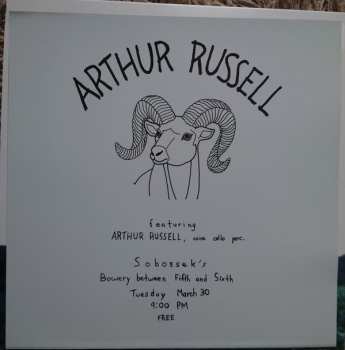 ARTHUR RUSSELL
featuring
ARTHUR RUSSELL, voice cello perc.
Sobossek's
Bowery between Fifth and Sixth
Tuesday March 30
9:00 PM
FREE